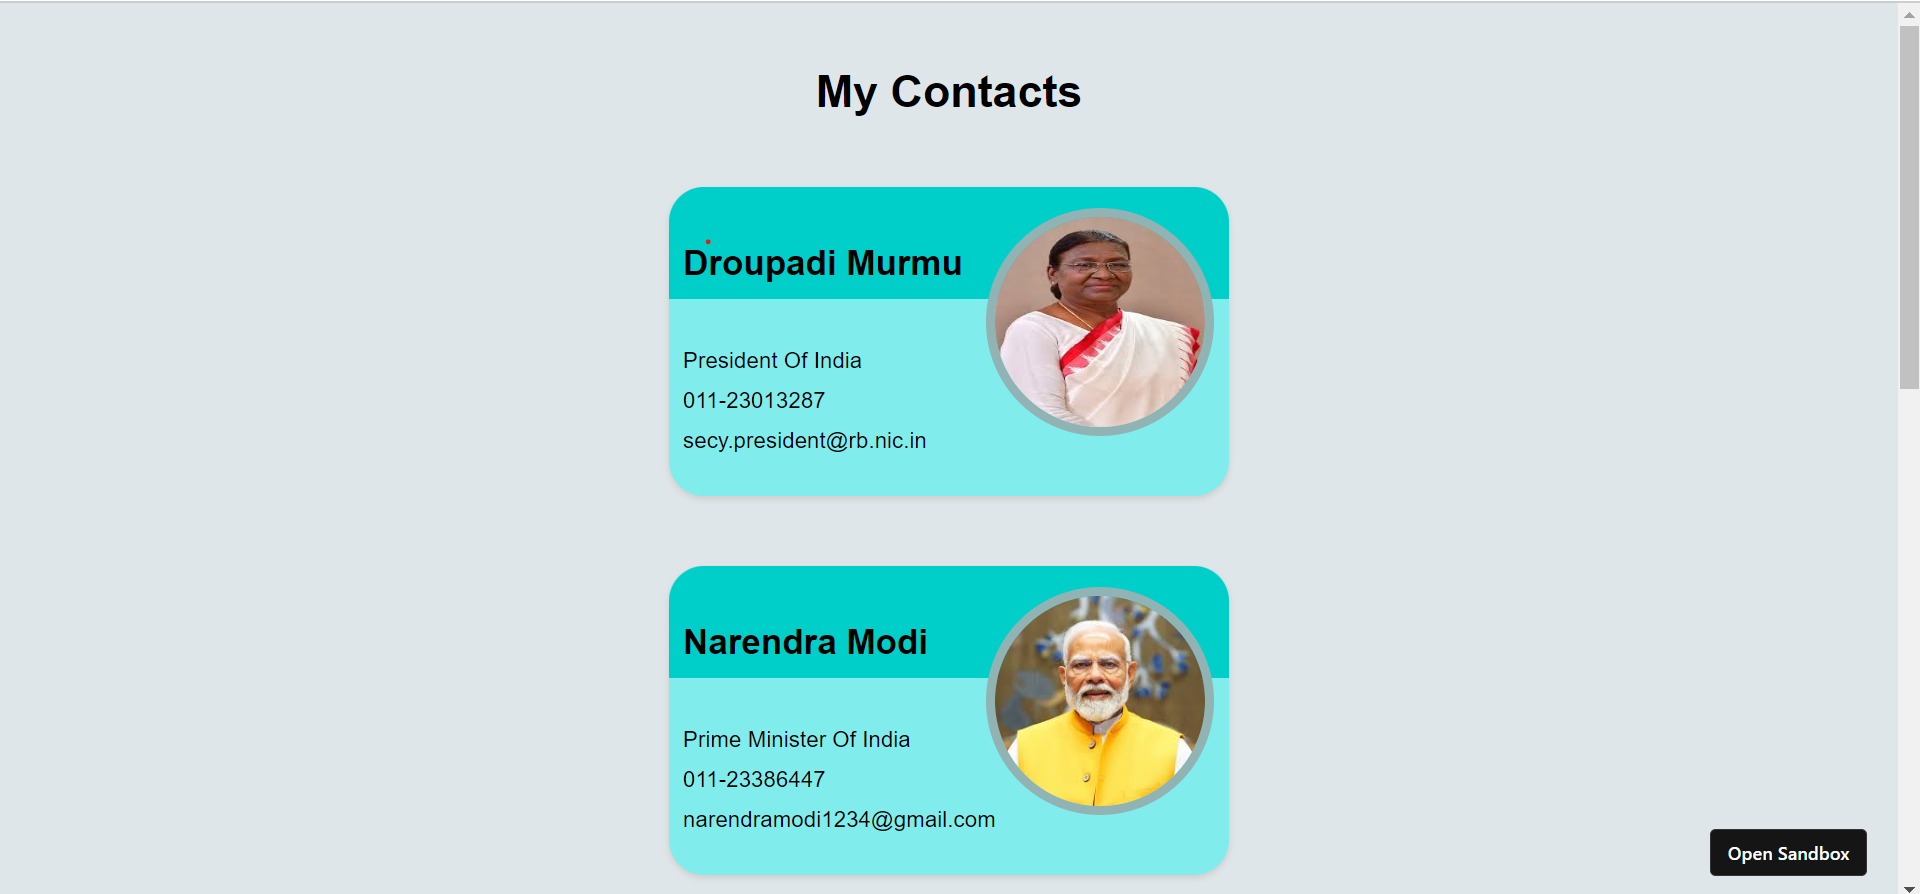 My Contacts
Droupadi Murmu
President Of India
011-23013287
secy.president@rb.nic.in
Narendra Modi
Prime Minister Of India
011-23386447
narendramodi1234@gmail.com
Open Sandbox